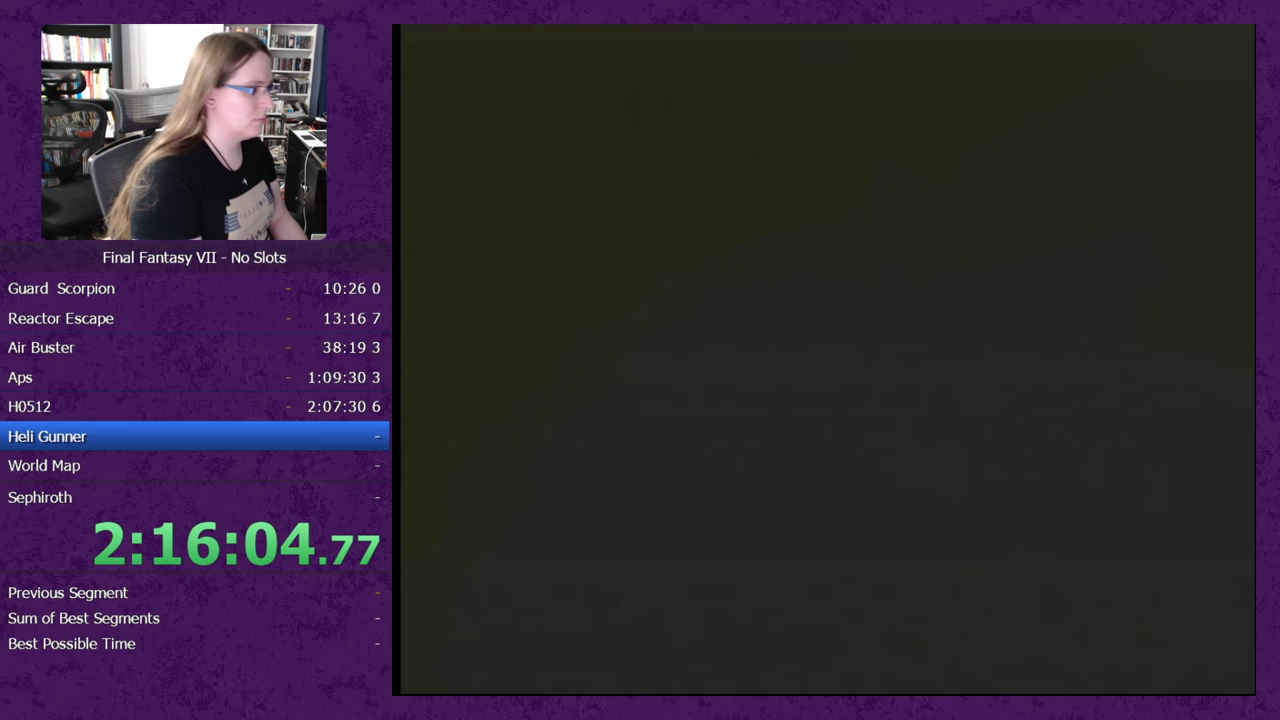 Final Fantasy VII - No Slots
Guard Scorpion - 10:26 0
Reactor Escape - 13:16 7
Air Buster - 38:19 3
Aps - 1:09:30 3
H0512 - 2:07:30 6
Heli Gunner -
World Map -
Sephiroth -
2:16:04.77
Previous Segment -
Sum of Best Segments -
Best Possible Time -